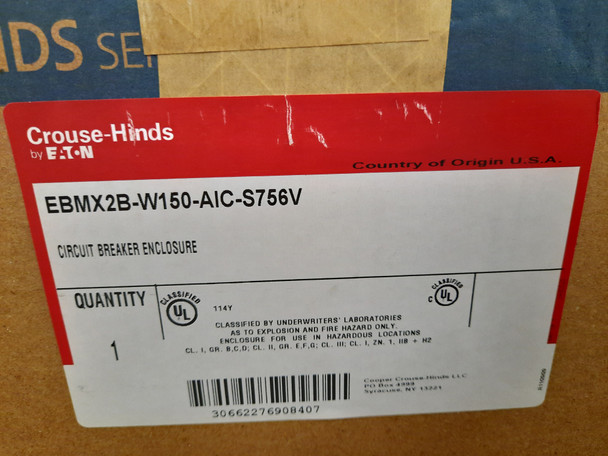 NDS SE
Crouse-Hinds
by EATON
Country of Origin U.S.A.
EBMX2B-W150-AIC-S756V
CIRCUIT BREAKER ENCLOSURE
QUANTITY
1
CLASSIFIED
UL
114Y
C
CLASSIFIED
UL
CLASSIFIED BY UNDERWRITERS' LABORATORIES
AS TO EXPLOSION AND FIRE HAZARD ONLY.
ENCLOSURE FOR USE IN HAZARDOUS LOCATIONS
CL. I, GR. B,C,D; CL. II, GR. E,F,G; CL. III; CL. I, ZN. 1, IIB + H2
30662276908407
Cooper Crouse-Hinds LLC
PO Box 4999
Syracuse, NY 13221